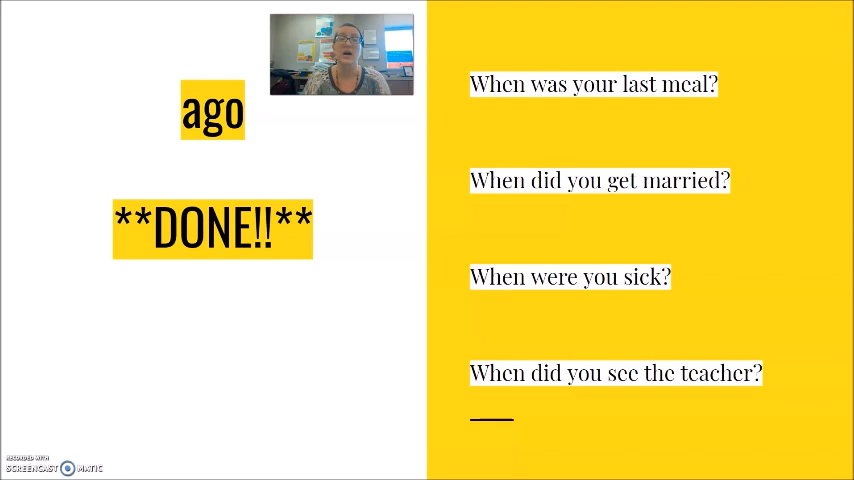 ago
**DONE!!**
When was your last meal?
When did you get married?
When were you sick?
When did you see the teacher?
RECORDED WITH
SCREENCAST MATIC